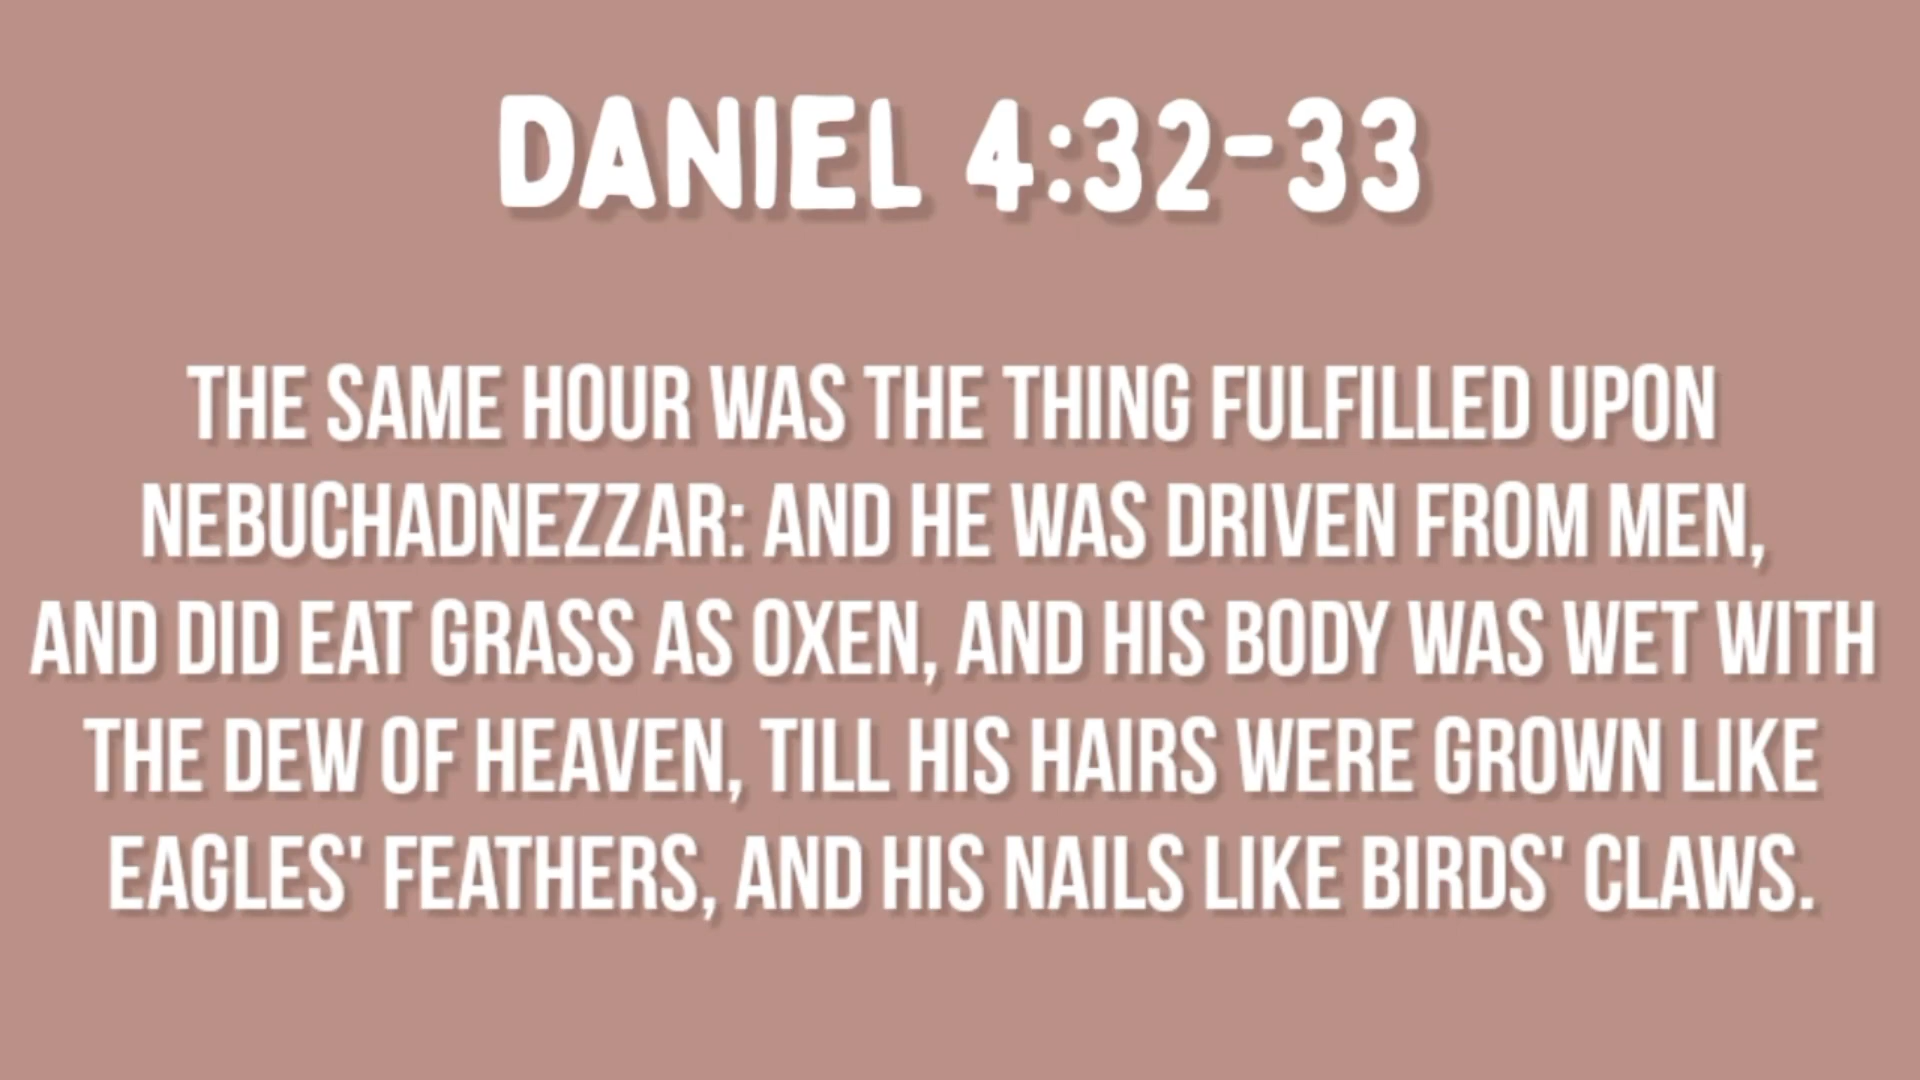 DANIEL 4:32-33
THE SAME HOUR WAS THE THING FULFILLED UPON
NEBUCHADNEZZAR: AND HE WAS DRIVEN FROM MEN,
AND DID EAT GRASS AS OXEN, AND HIS BODY WAS WET WITH
THE DEW OF HEAVEN, TILL HIS HAIRS WERE GROWN LIKE
EAGLES' FEATHERS, AND HIS NAILS LIKE BIRDS' CLAWS.